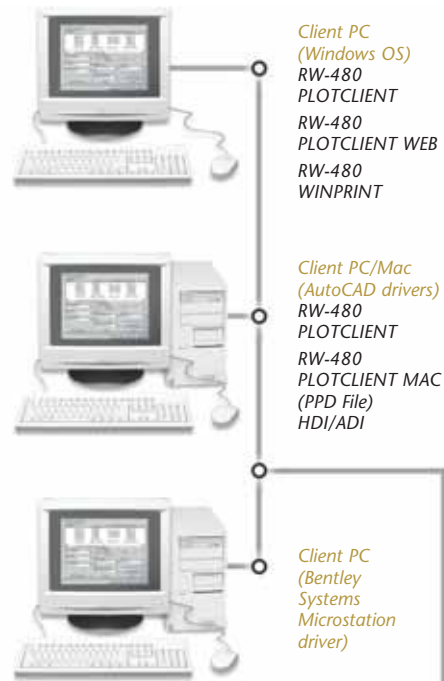 Client PC
(Windows OS)
RW-480
PLOTCLIENT
RW-480
PLOTCLIENT WEB
RW-480
WINPRINT
Client PC/Mac
(AutoCAD drivers)
RW-480
PLOTCLIENT
RW-480
PLOTCLIENT MAC
(PPD File)
HDI/ADI
Client PC
(Bentley
Systems
Microstation
driver)